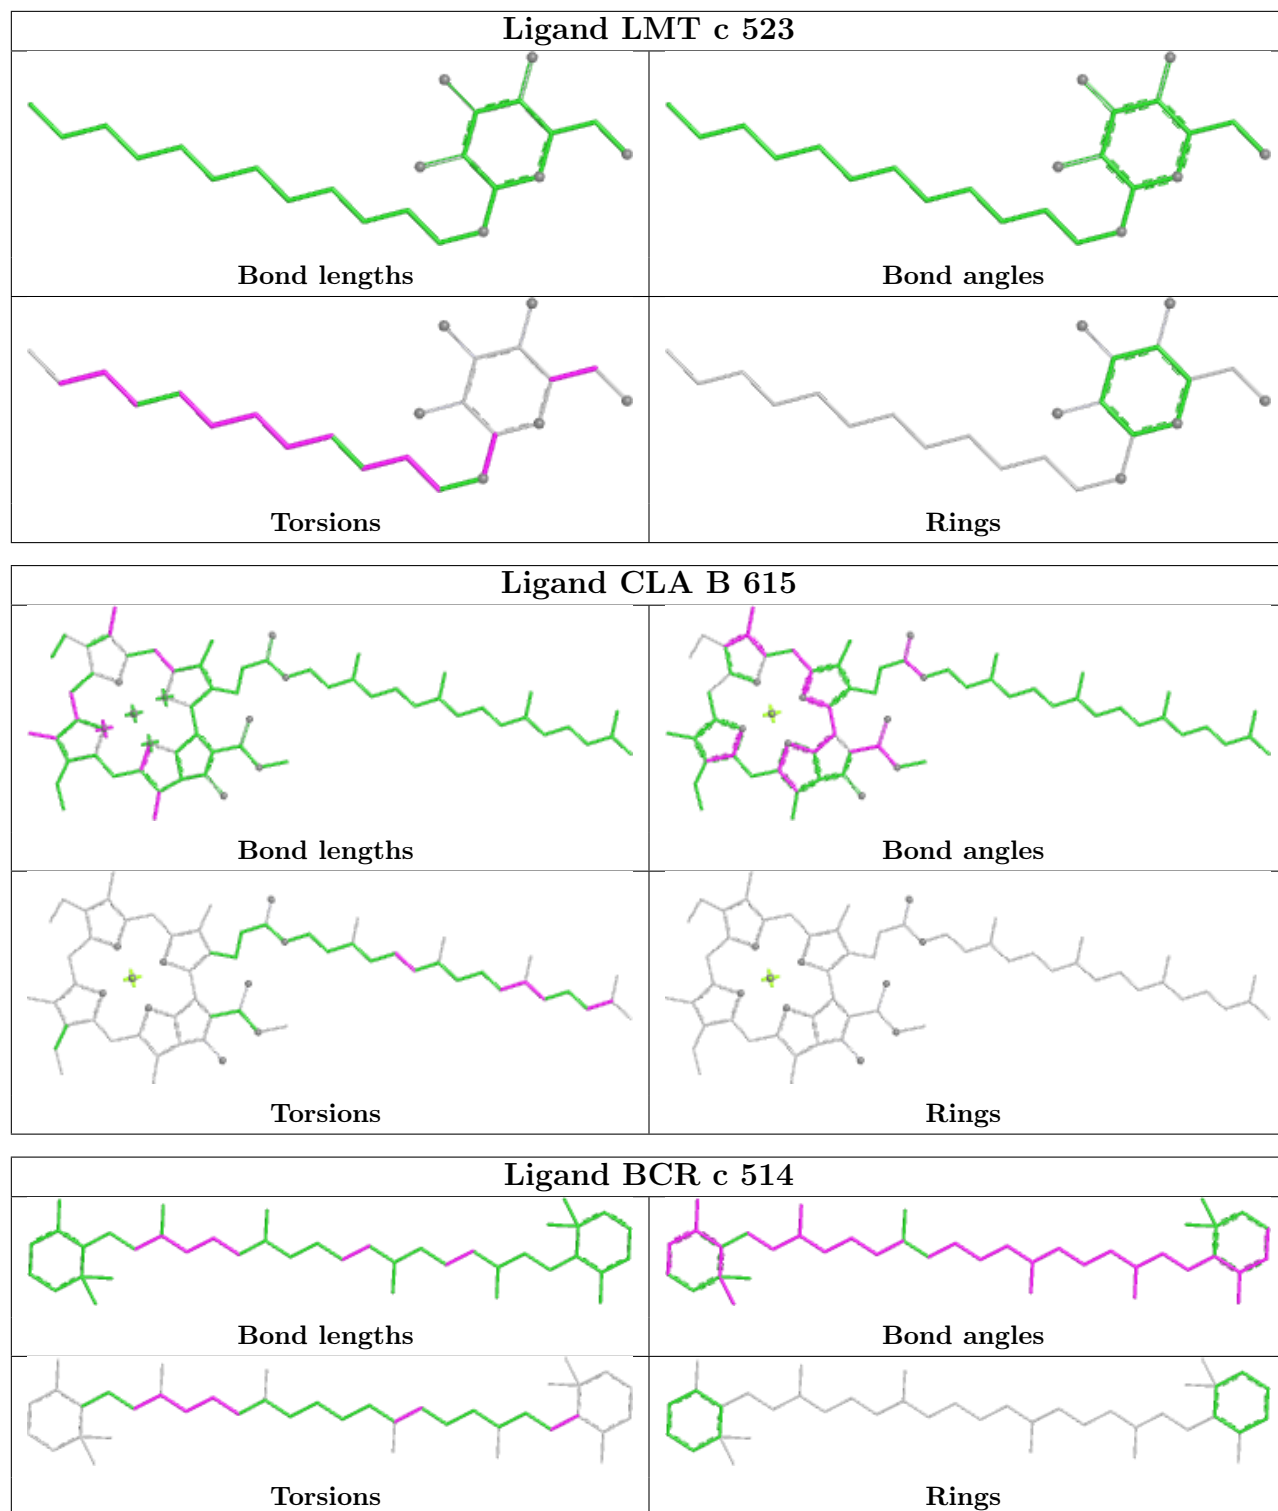 Ligand LMT c 523
Bond lengths
Bond angles
Torsions
Rings
Ligand CLA B 615
Bond lengths
Bond angles
Torsions
Rings
Ligand BCR c 514
Bond lengths
Bond angles
Torsions
Rings